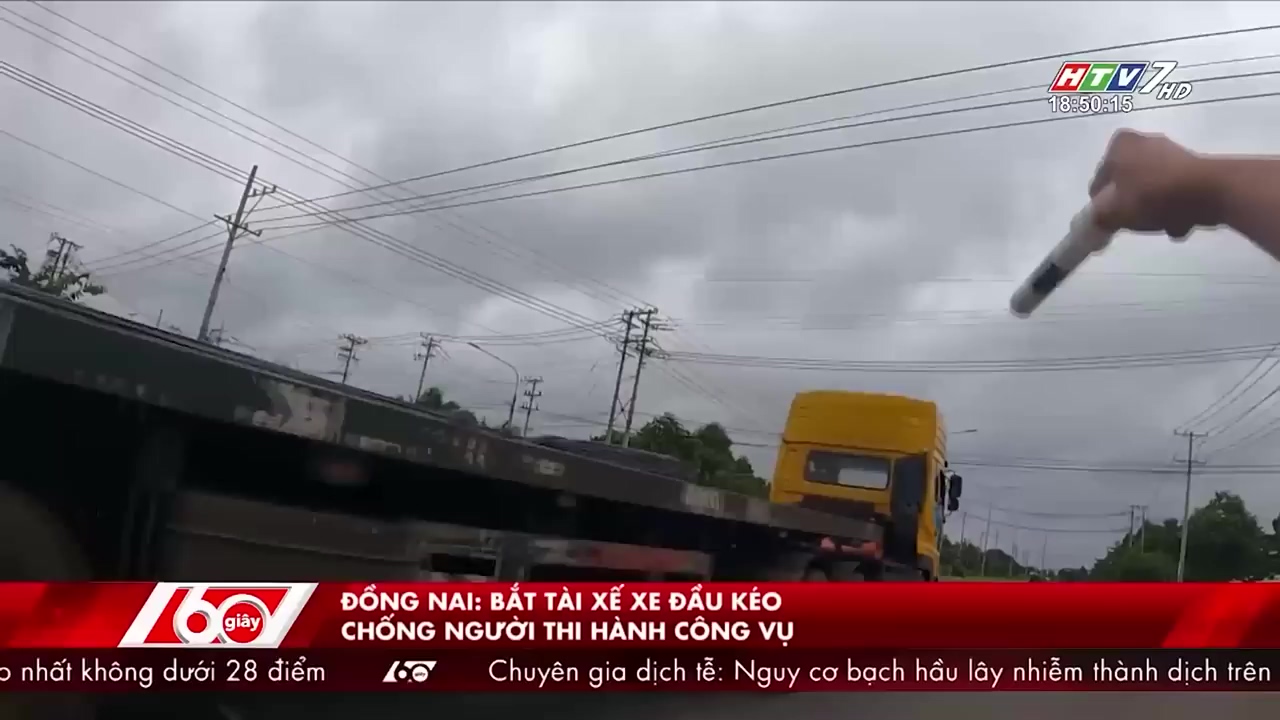 HTV7 HD
18:50:15
60 giây
ĐỒNG NAI: BẮT TÀI XẾ XE ĐẦU KÉO
CHỐNG NGƯỜI THI HÀNH CÔNG VỤ
o nhất không dưới 28 điểm 60 giây Chuyên gia dịch tễ: Nguy cơ bạch hầu lây nhiễm thành dịch trên